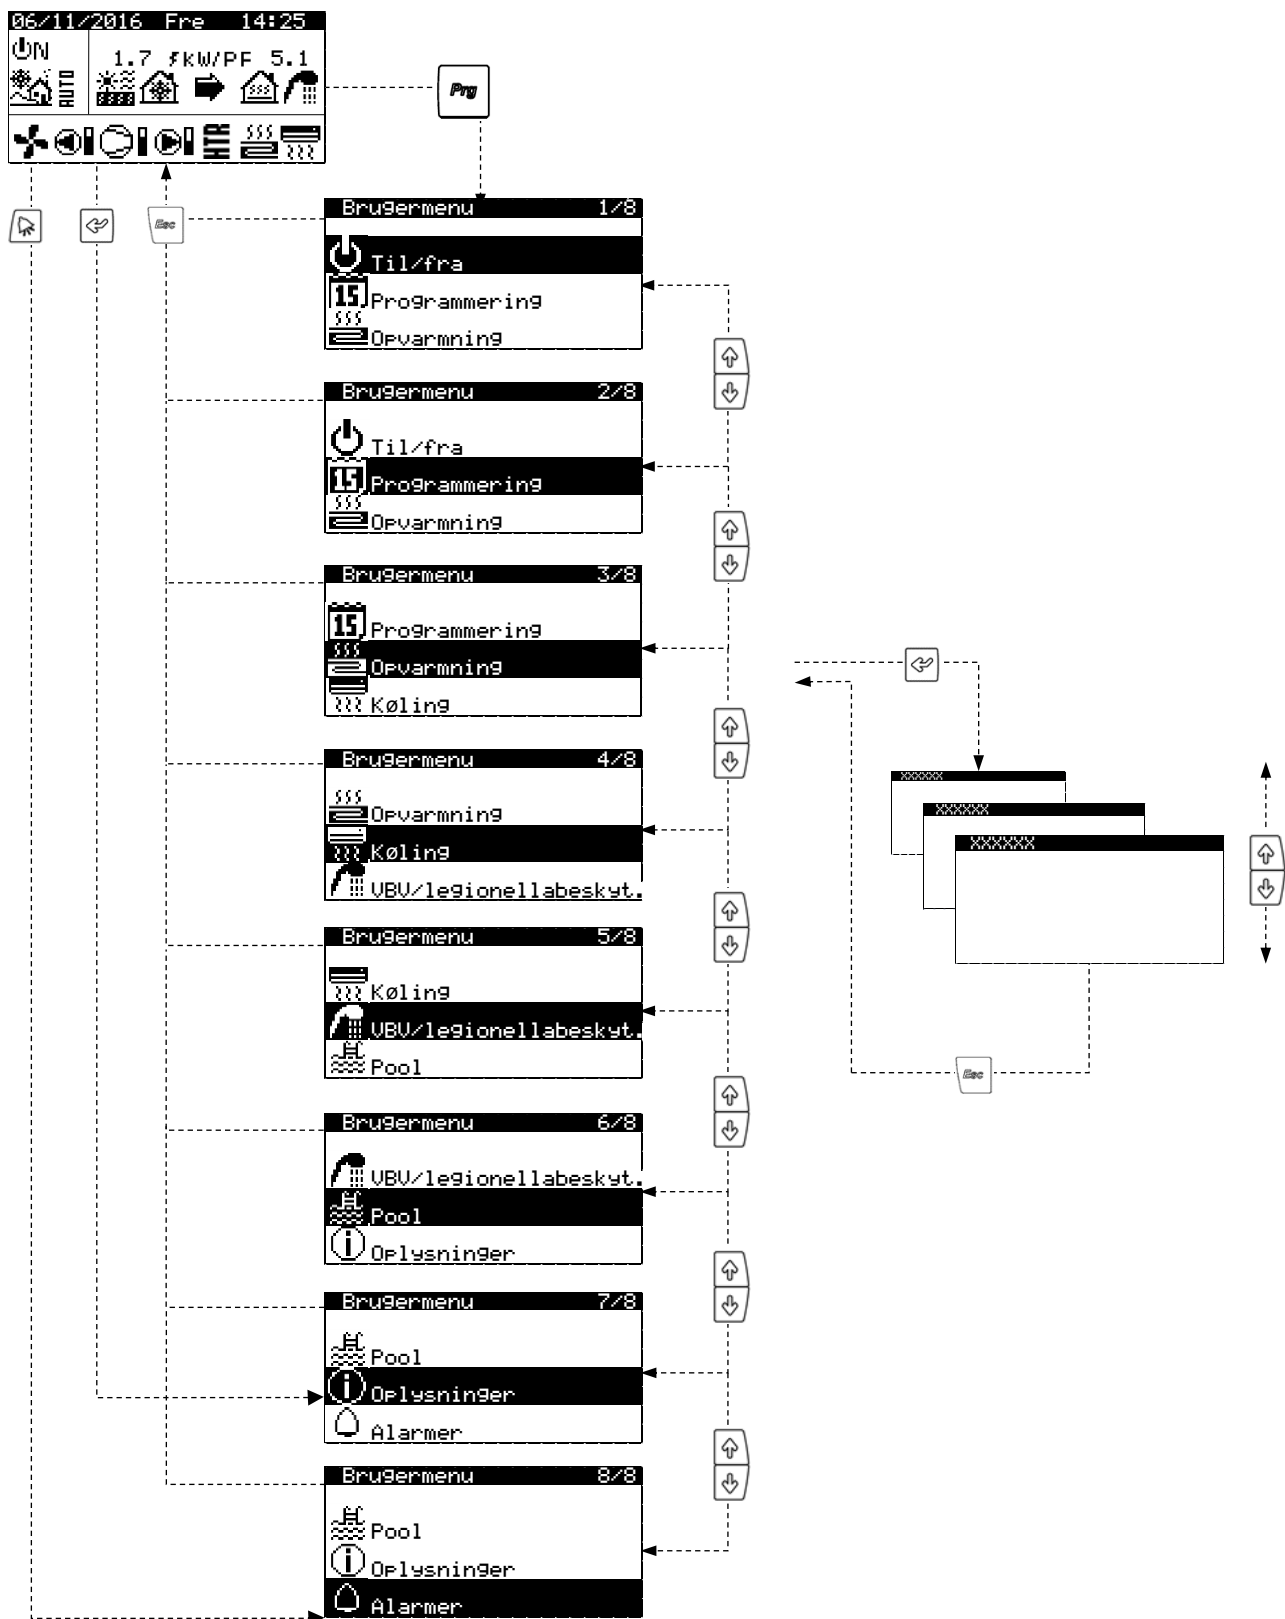 06/11/2016 Fre 14:25
ON
1.7 kW/PF 5.1
AUTO
HTR
Prg
Esc
Brugermenu 1/8
Til/fra
15 Programmering
Opvarmning
Brugermenu 2/8
Til/fra
15 Programmering
Opvarmning
Brugermenu 3/8
15 Programmering
Opvarmning
Køling
Brugermenu 4/8
Opvarmning
Køling
VBV/legionellabeskyt.
Brugermenu 5/8
Køling
VBV/legionellabeskyt.
Pool
Brugermenu 6/8
VBV/legionellabeskyt.
Pool
i Oplysninger
Brugermenu 7/8
Pool
i Oplysninger
Alarmer
Brugermenu 8/8
Pool
i Oplysninger
Alarmer
XXXXXX
XXXXXX
XXXXXX
Esc